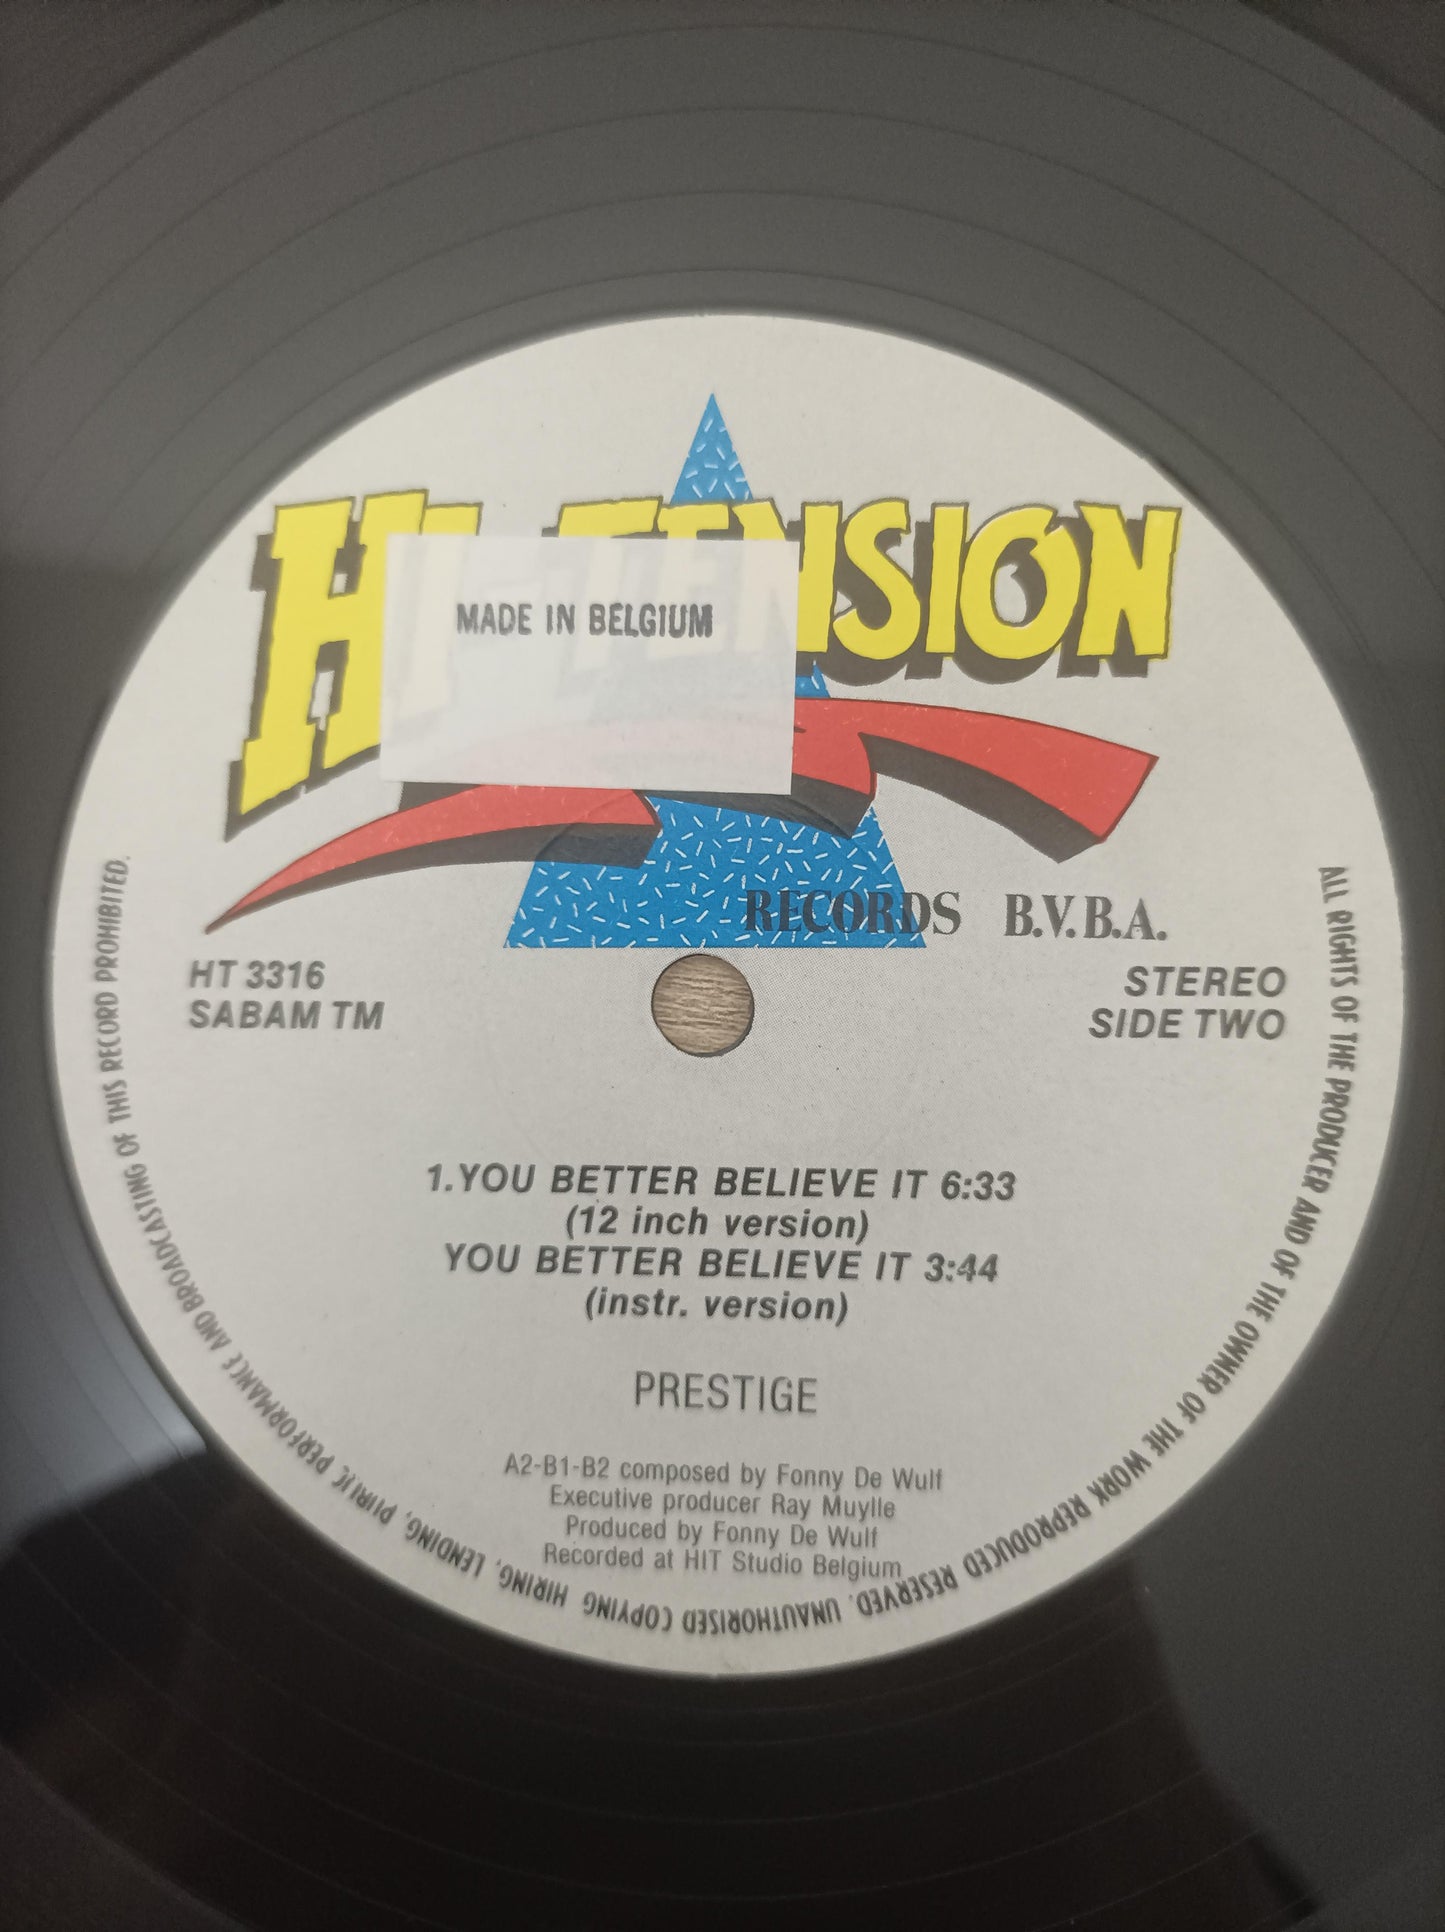 HI-TENSION
MADE IN BELGIUM
RECORDS B.V.B.A.
HT 3316
SABAM TM
STEREO
SIDE TWO
1. YOU BETTER BELIEVE IT 6:33
(12 inch version)
YOU BETTER BELIEVE IT 3:44
(instr. version)
PRESTIGE
A2-B1-B2 composed by Fonny De Wulf
Executive producer Ray Muylle
Produced by Fonny De Wulf
Recorded at HIT Studio Belgium
ALL RIGHTS OF THE PRODUCER AND OF THE OWNER OF THE WORK REPRODUCED RESERVED. UNAUTHORISED COPYING HIRING, LENDING, PUBLIC PERFORMANCE AND BROADCASTING OF THIS RECORD PROHIBITED.